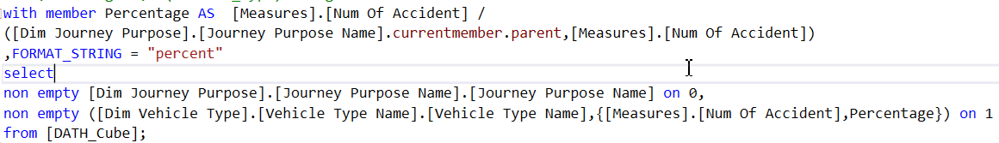 with member Percentage AS  [Measures].[Num Of Accident] /
([Dim Journey Purpose].[Journey Purpose Name].currentmember.parent,[Measures].[Num Of Accident])
,FORMAT_STRING = "percent"
select
non empty [Dim Journey Purpose].[Journey Purpose Name].[Journey Purpose Name] on 0,
non empty ([Dim Vehicle Type].[Vehicle Type Name].[Vehicle Type Name],{[Measures].[Num Of Accident],Percentage}) on 1
from [DATH_Cube];